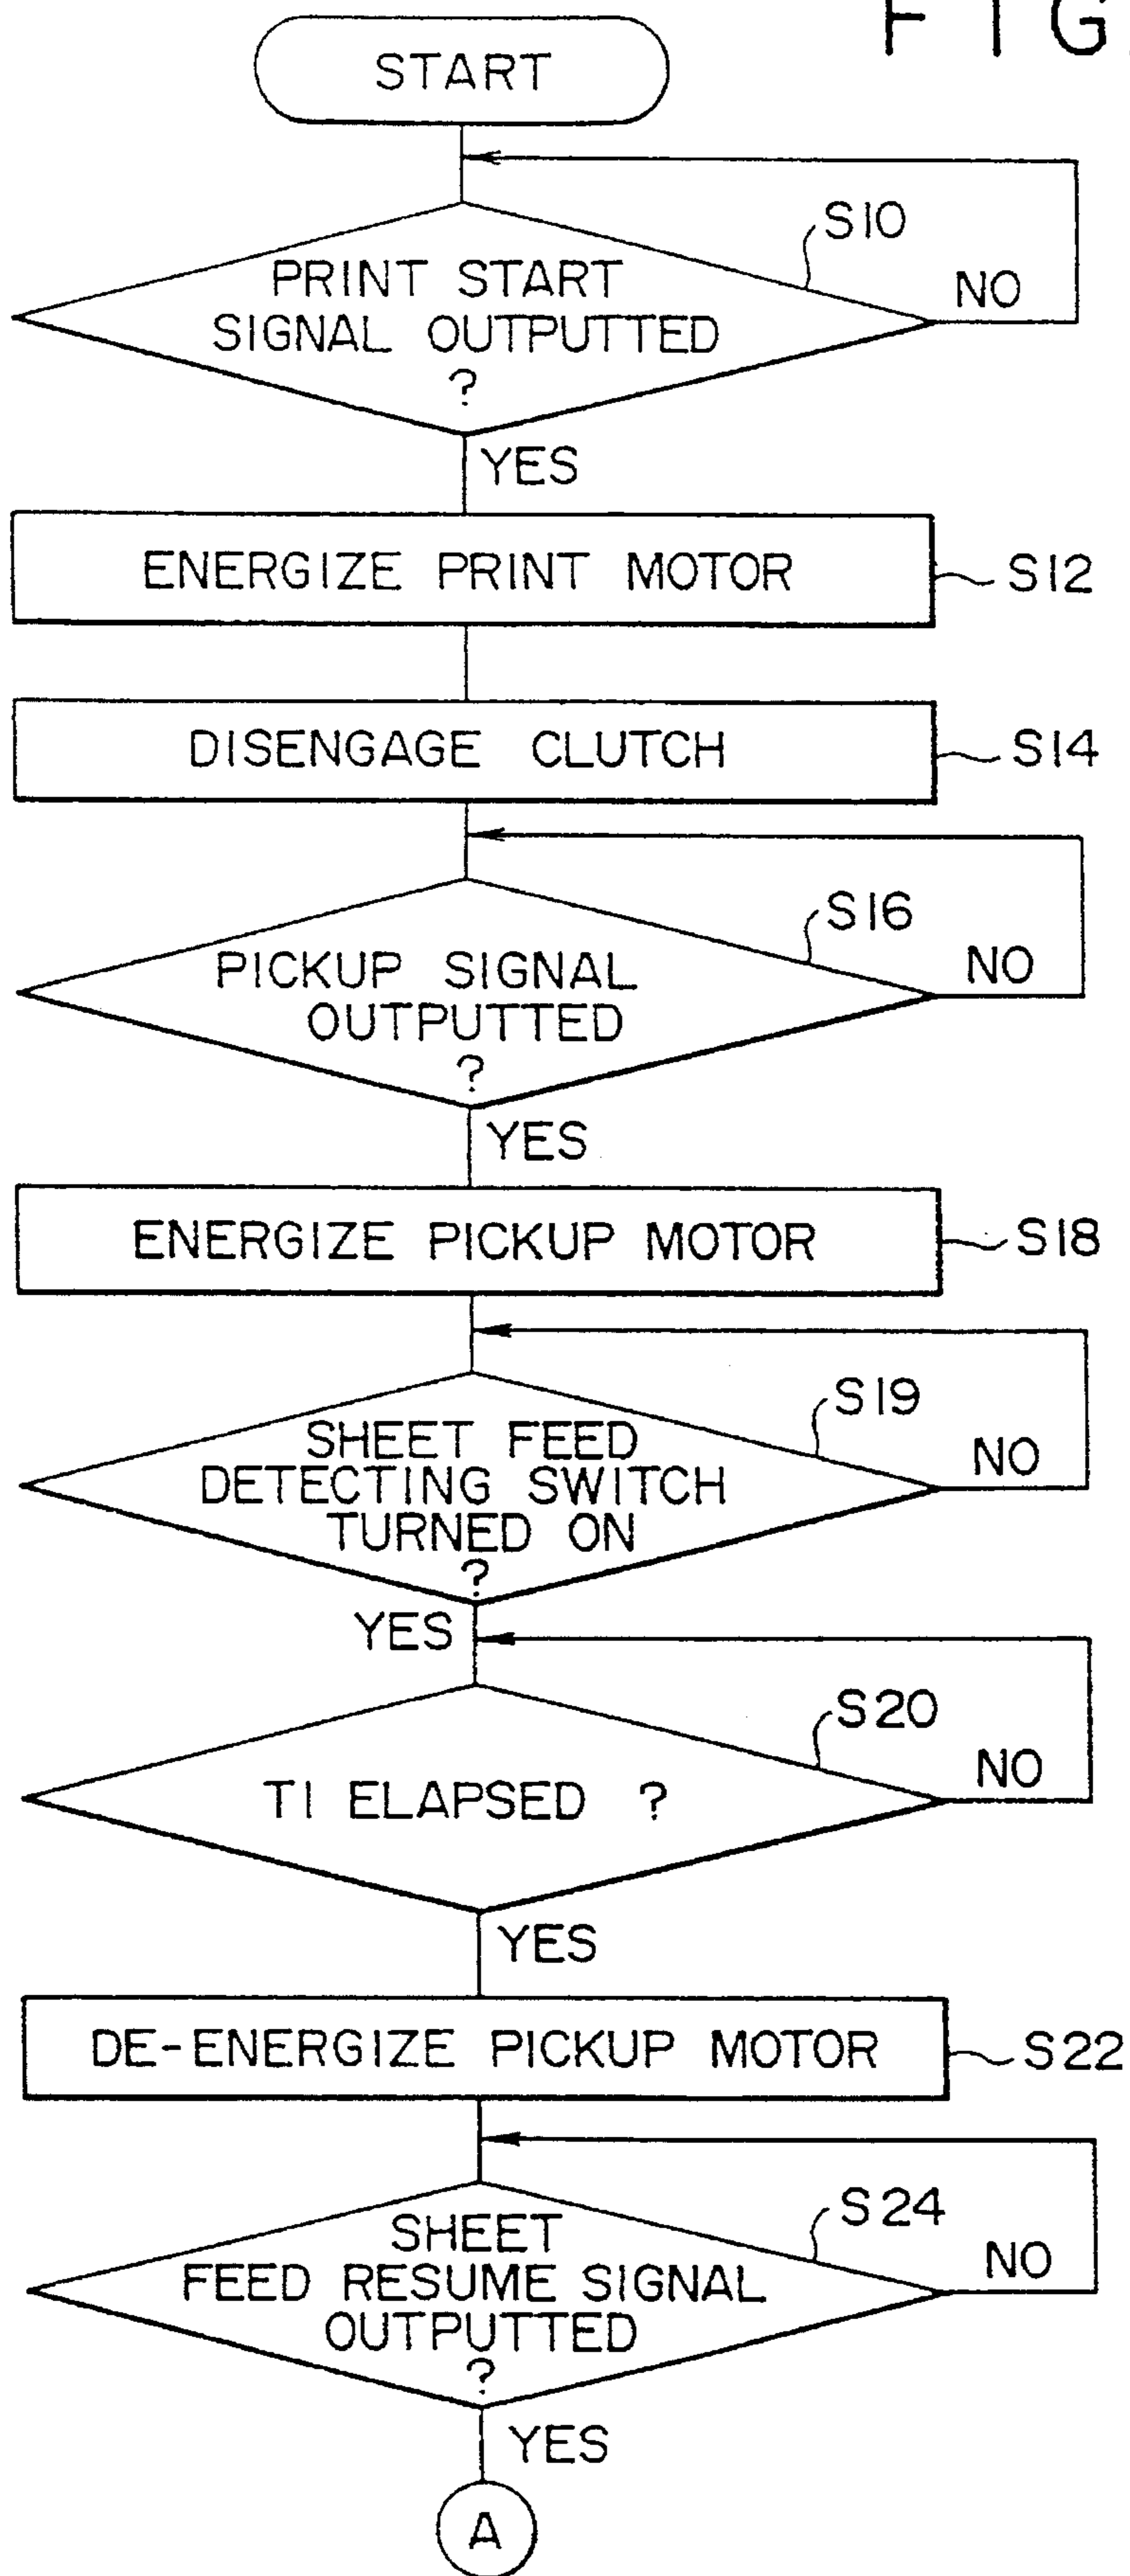 FIG.
START
S10
PRINT START
SIGNAL OUTPUTTED
?
NO
YES
ENERGIZE PRINT MOTOR
S12
DISENGAGE CLUTCH
S14
S16
PICKUP SIGNAL
OUTPUTTED
?
NO
YES
ENERGIZE PICKUP MOTOR
S18
S19
SHEET FEED
DETECTING SWITCH
TURNED ON
?
NO
YES
S20
T1 ELAPSED ?
NO
YES
DE-ENERGIZE PICKUP MOTOR
S22
S24
SHEET
FEED RESUME SIGNAL
OUTPUTTED
?
NO
YES
A